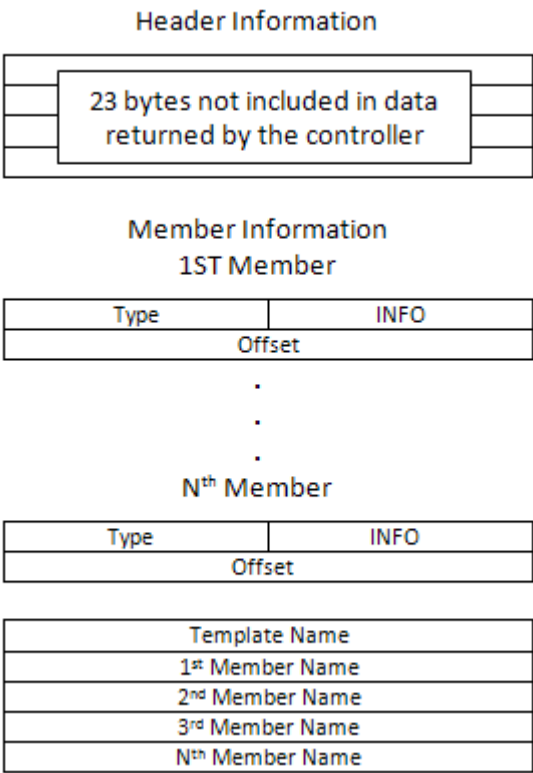 Header Information
23 bytes not included in data
returned by the controller
Member Information
1ST Member
Type INFO
Offset
.
.
.
Nth Member
Type INFO
Offset
Template Name
1st Member Name
2nd Member Name
3rd Member Name
Nth Member Name